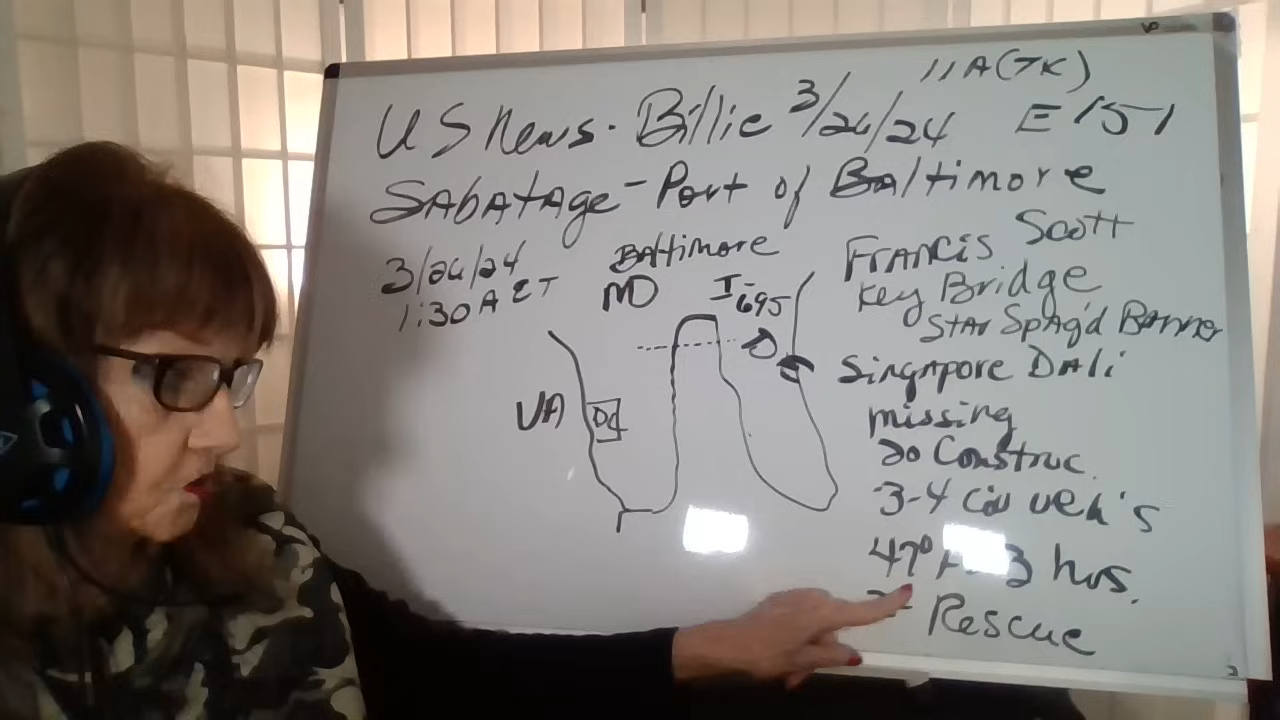 11A(7K)
US News. Billie 3/26/24 E151
SABATAGE - Port of BAltimore
3/26/24
1:30A ET
BAltimore
MD
I-695
VA
DC
FRANCIS Scott
Key Bridge
STAR SpAg'd BANNER
SingApore DAli
missing
20 Construc.
3-4 Civ veh's
47° 3 hrs.
2 Rescue